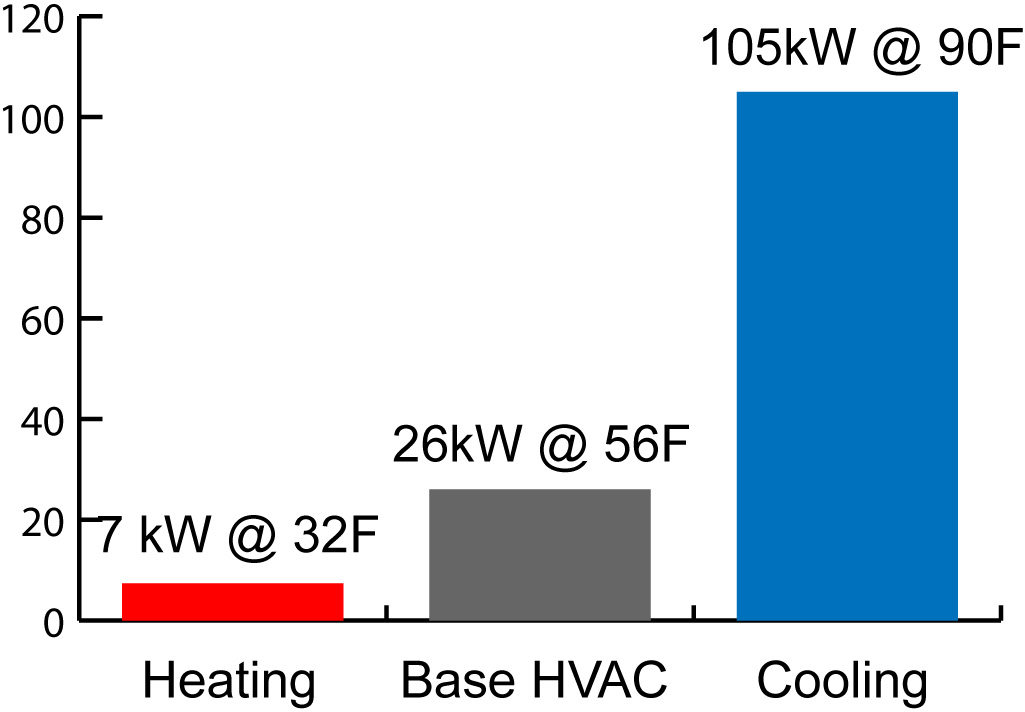 120
105kW @ 90F
100
80
60
40
26kW @ 56F
20
7 kW @ 32F
0
Heating
Base HVAC
Cooling